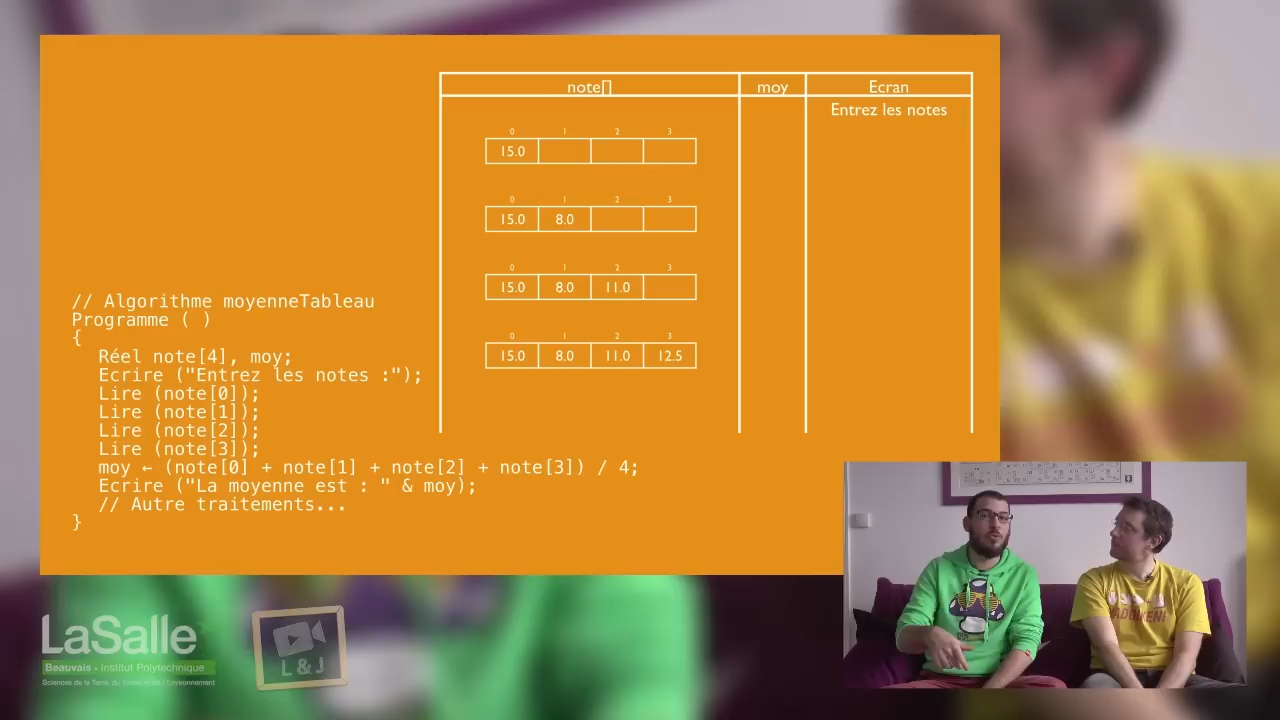 note[]
moy
Ecran
Entrez les notes
0 1 2 3
15.0
0 1 2 3
15.0 8.0
0 1 2 3
15.0 8.0 11.0
0 1 2 3
15.0 8.0 11.0 12.5
// Algorithme moyenneTableau
Programme ( )
{
Réel note[4], moy;
Ecrire ("Entrez les notes :");
Lire (note[0]);
Lire (note[1]);
Lire (note[2]);
Lire (note[3]);
moy ← (note[0] + note[1] + note[2] + note[3]) / 4;
Ecrire ("La moyenne est : " & moy);
// Autre traitements...
}
LaSalle
Beauvais • Institut Polytechnique
L & J